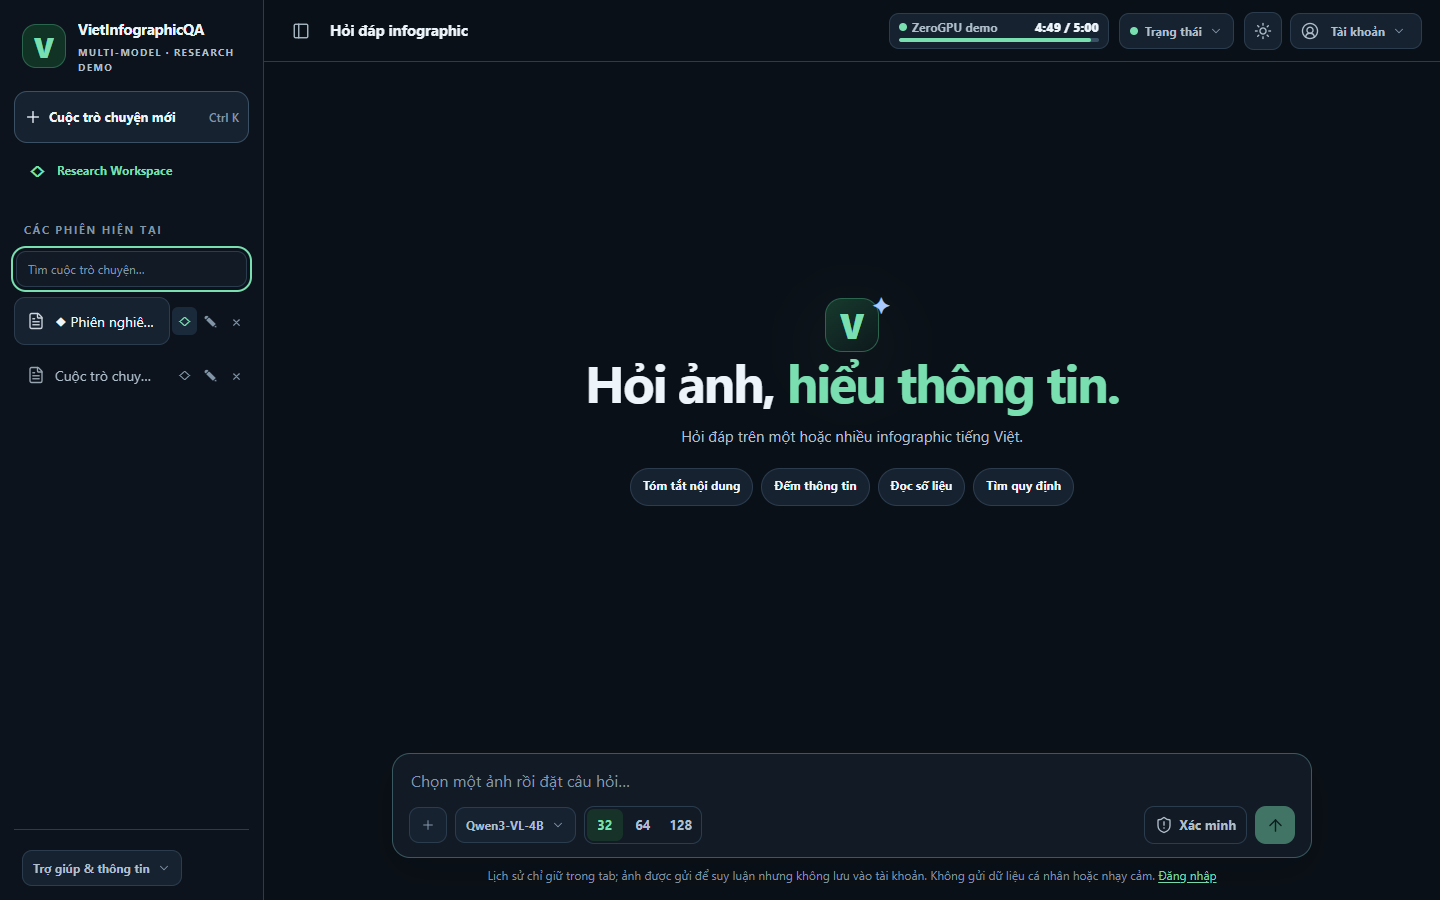 V
VietInfographicQA
MULTI-MODEL · RESEARCH
DEMO
Cuộc trò chuyện mới
Ctrl K
Research Workspace
CÁC PHIÊN HIỆN TẠI
Tìm cuộc trò chuyện...
◆ Phiên nghiê...
Cuộc trò chuy...
Trợ giúp & thông tin
Hỏi đáp infographic
ZeroGPU demo
4:49 / 5:00
Trạng thái
Tài khoản
V
Hỏi ảnh, hiểu thông tin.
Hỏi đáp trên một hoặc nhiều infographic tiếng Việt.
Tóm tắt nội dung
Đếm thông tin
Đọc số liệu
Tìm quy định
Chọn một ảnh rồi đặt câu hỏi...
Qwen3-VL-4B
32 64 128
Xác minh
Lịch sử chỉ giữ trong tab; ảnh được gửi để suy luận nhưng không lưu vào tài khoản. Không gửi dữ liệu cá nhân hoặc nhạy cảm. Đăng nhập